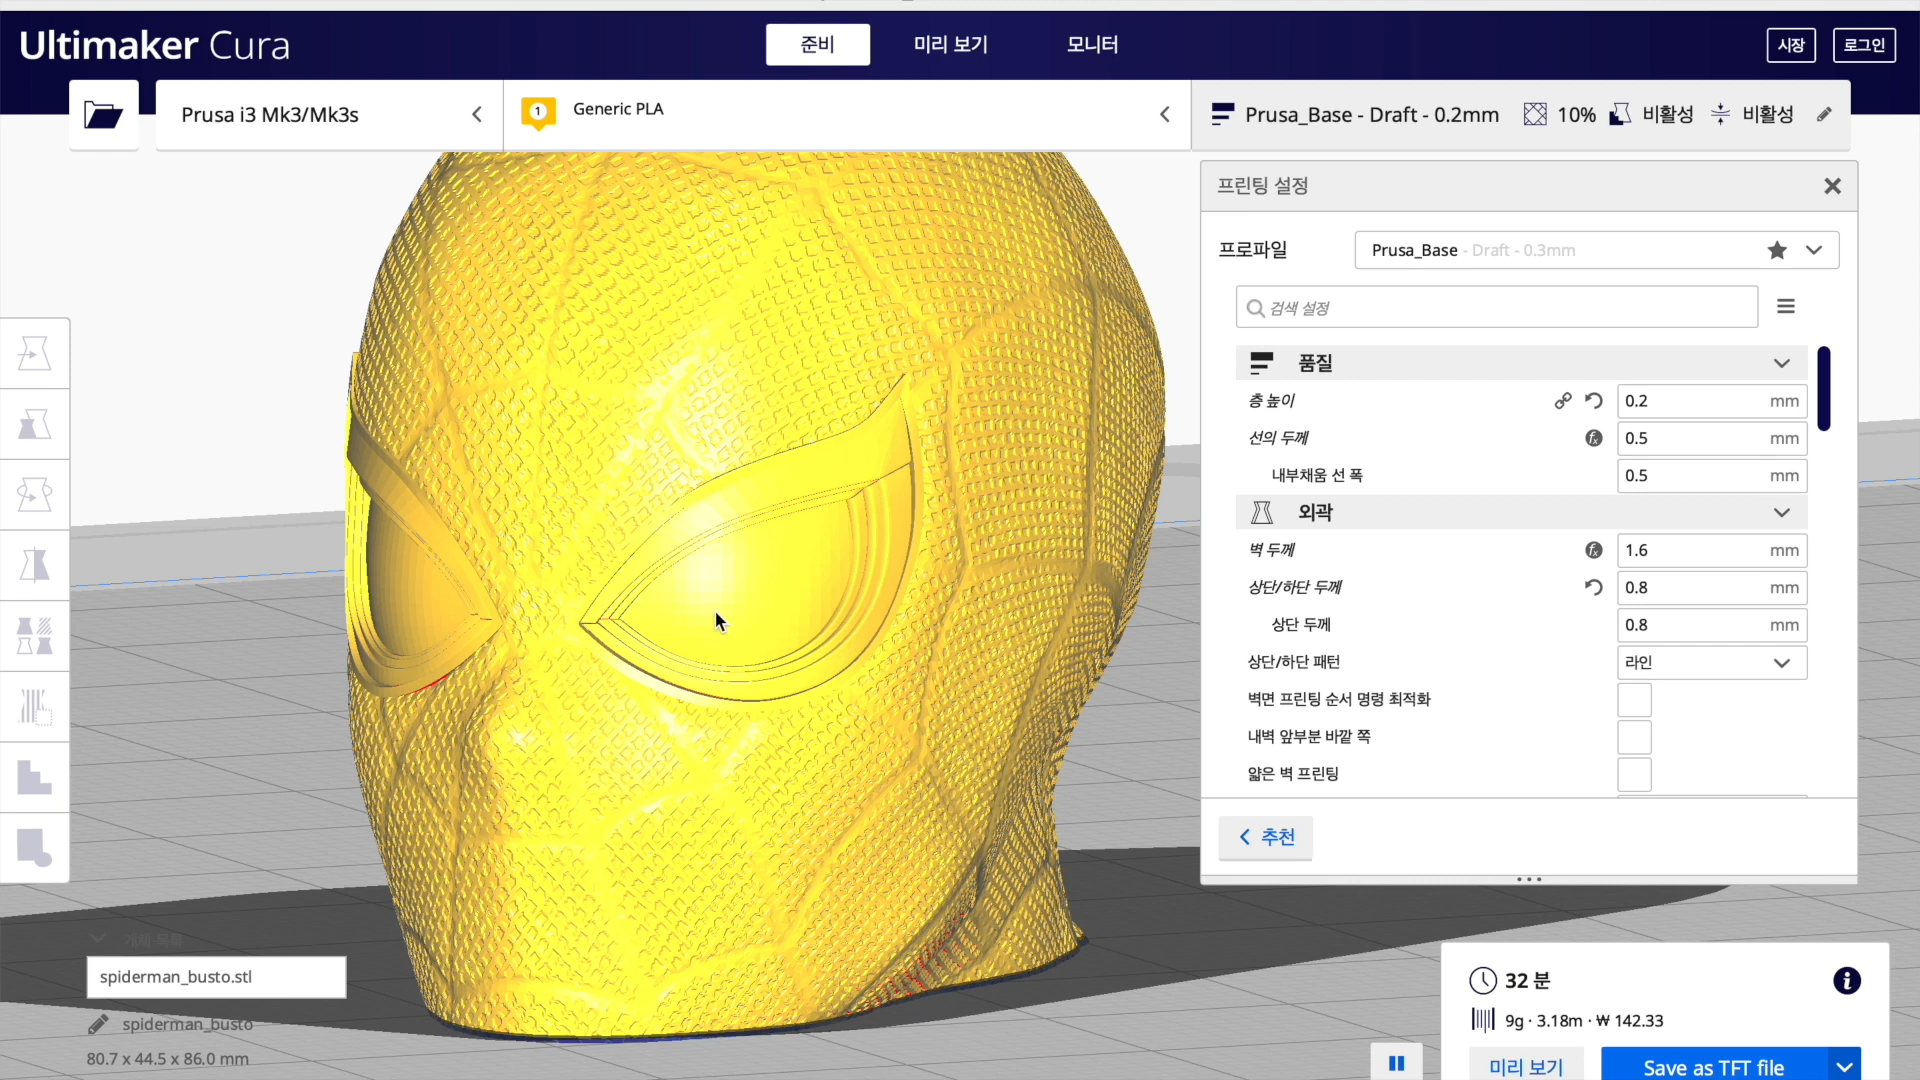 Ultimaker Cura
준비
미리 보기
모니터
시장
로그인
Prusa i3 Mk3/Mk3s
1
Generic PLA
Prusa_Base - Draft - 0.2mm
10%
비활성
비활성
프린팅 설정
프로파일
Prusa_Base - Draft - 0.3mm
검색 설정
품질
층 높이
0.2 mm
선의 두께
0.5 mm
내부채움 선 폭
0.5 mm
외곽
벽 두께
1.6 mm
상단/하단 두께
0.8 mm
상단 두께
0.8 mm
상단/하단 패턴
라인
벽면 프린팅 순서 명령 최적화
내벽 앞부분 바깥 쪽
얇은 벽 프린팅
추천
개체 목록
spiderman_busto.stl
spiderman_busto
80.7 x 44.5 x 86.0 mm
32 분
9g · 3.18m · ₩ 142.33
미리 보기
Save as TFT file